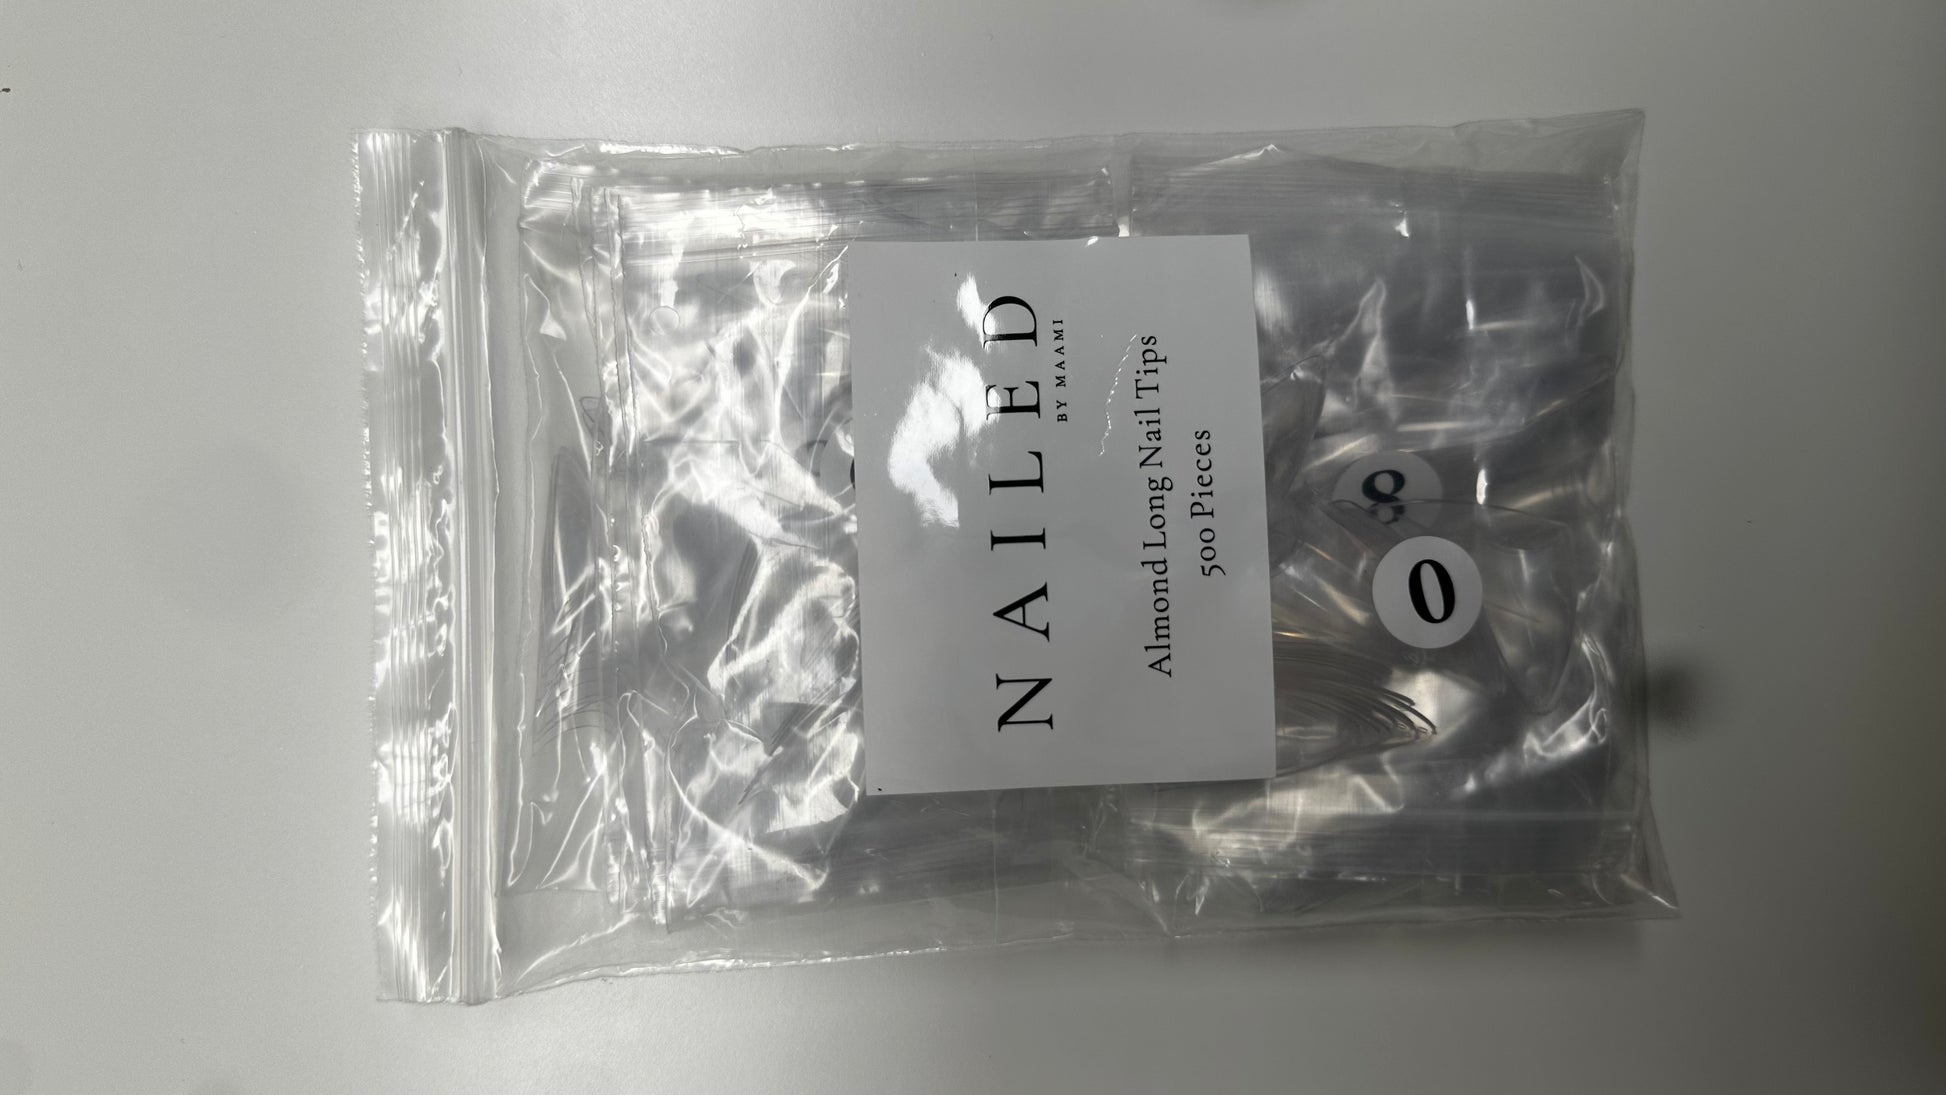 NAILED
BY MAAMI
Almond Long Nail Tips
500 Pieces
8
0